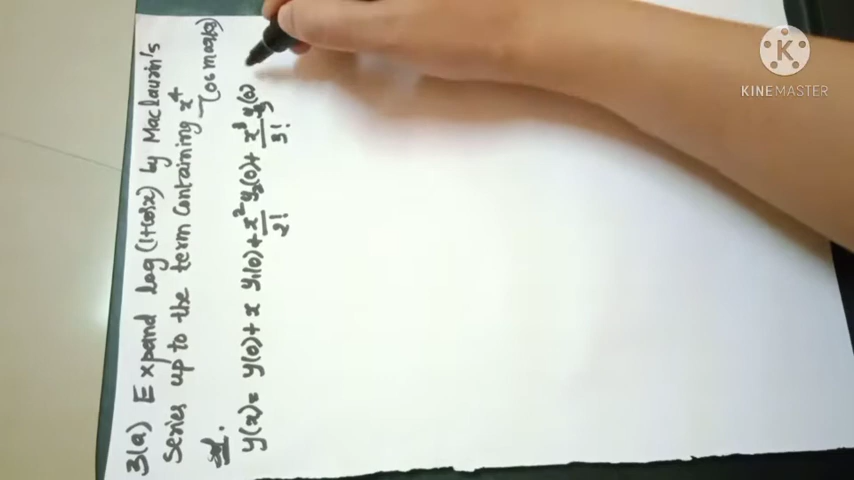 3(a) Expand log(1+cosx) by Maclaurin's
Series up to the term containing x⁴
(06 marks)
Sol.
y(x) = y(0) + x y₁(0) + x²/2! y₂(0) + x³/3! y₃(0)
KINEMASTER